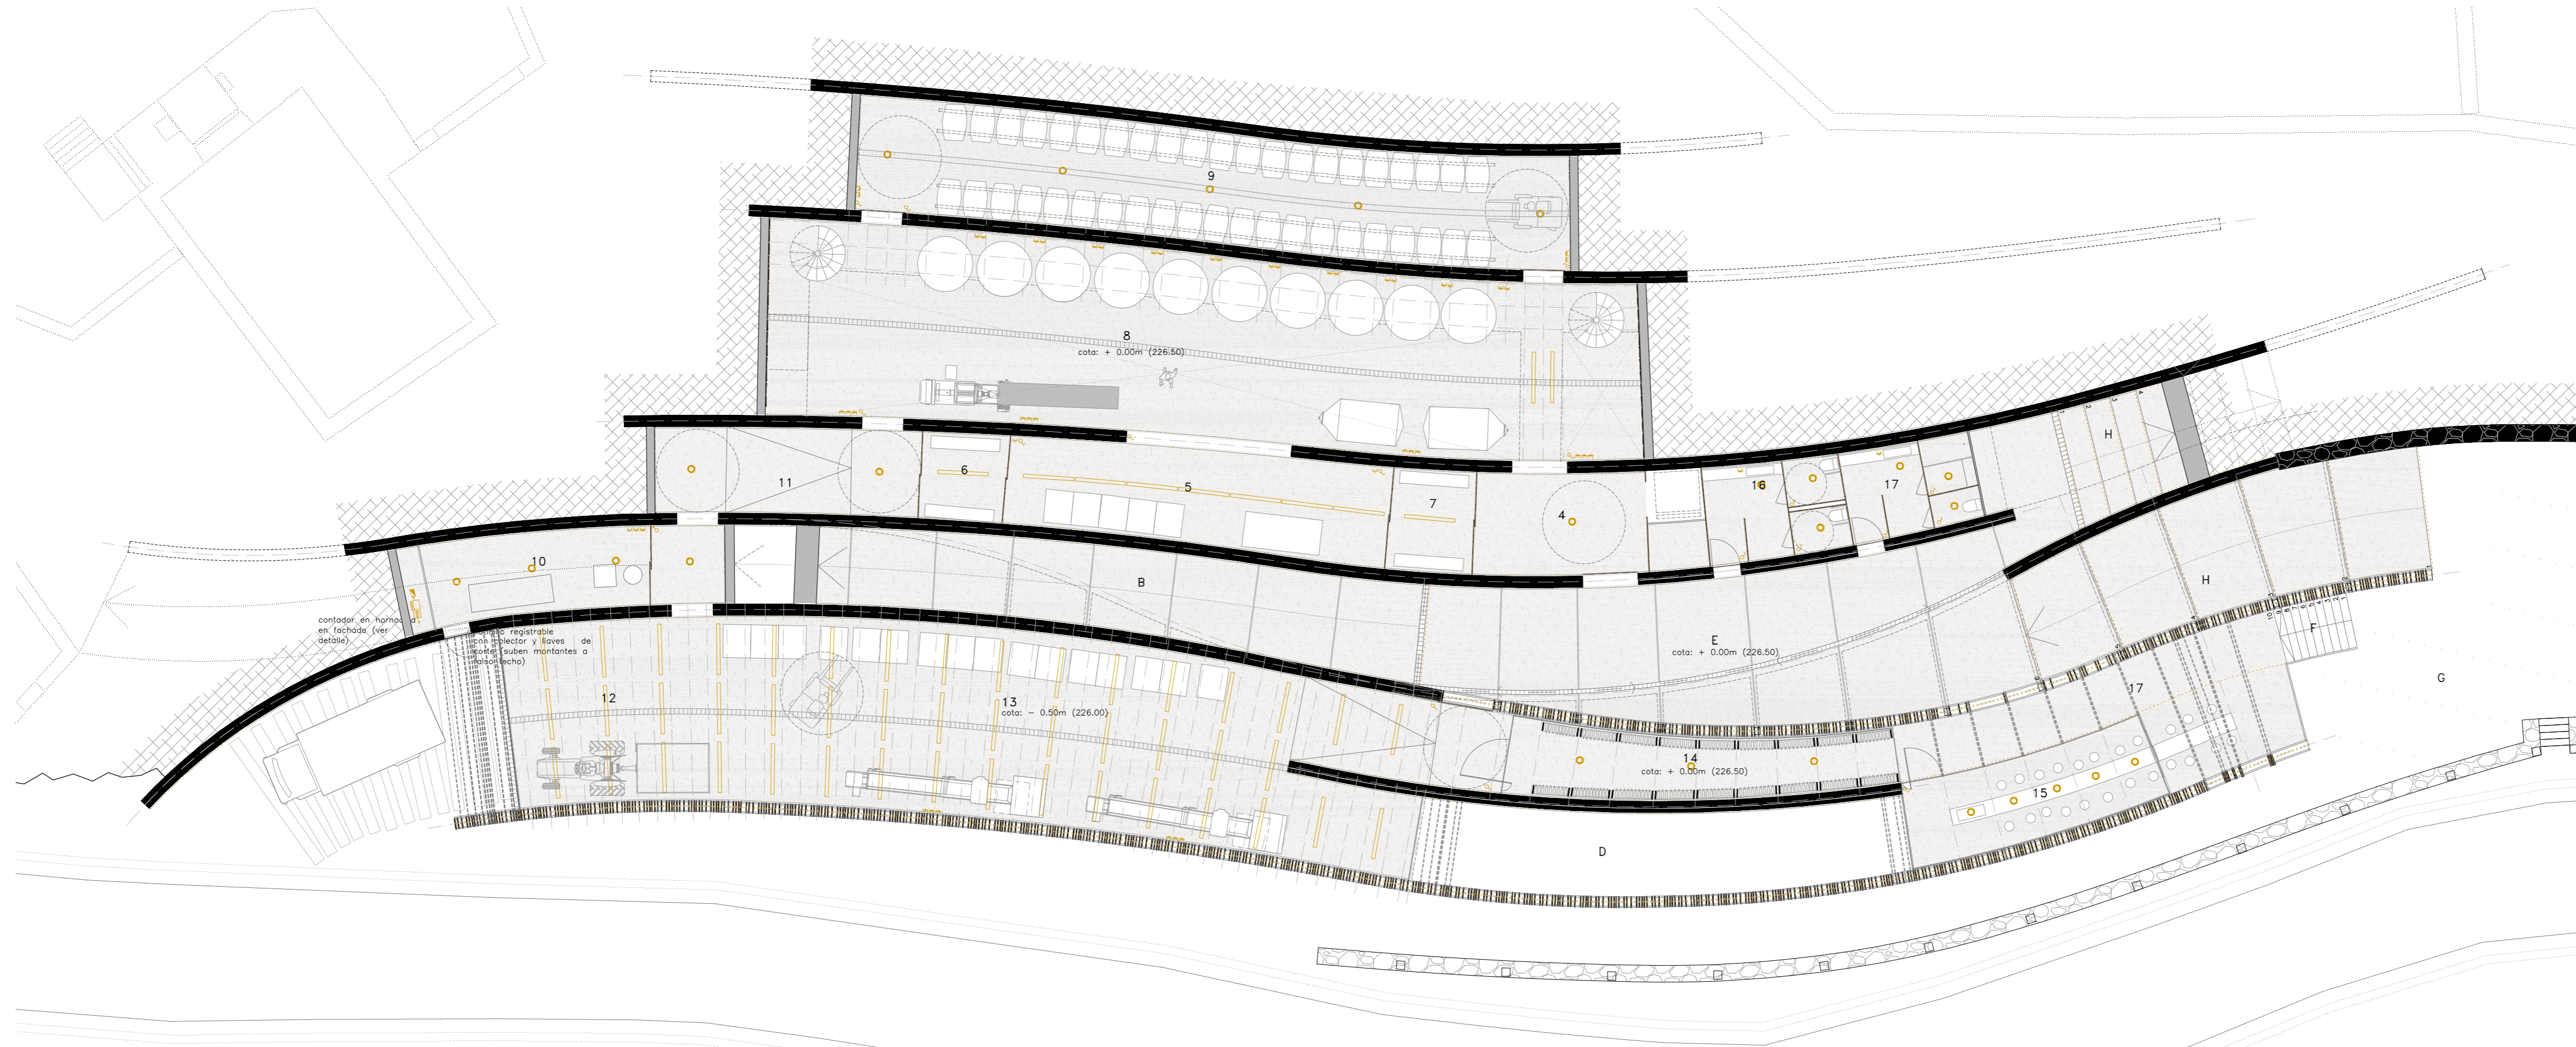 9
8
cota: + 0.00m (226.50)
H
11
6
5
7
4
16
17
10
B
H
contador en hornacina
en fachada (ver
detalle)
registrable
con colector y llaves de
corte (suben montantes a
falso techo)
E
cota: + 0.00m (226.50)
F
G
12
13
cota: - 0.50m (226.00)
17
14
cota: + 0.00m (226.50)
15
D